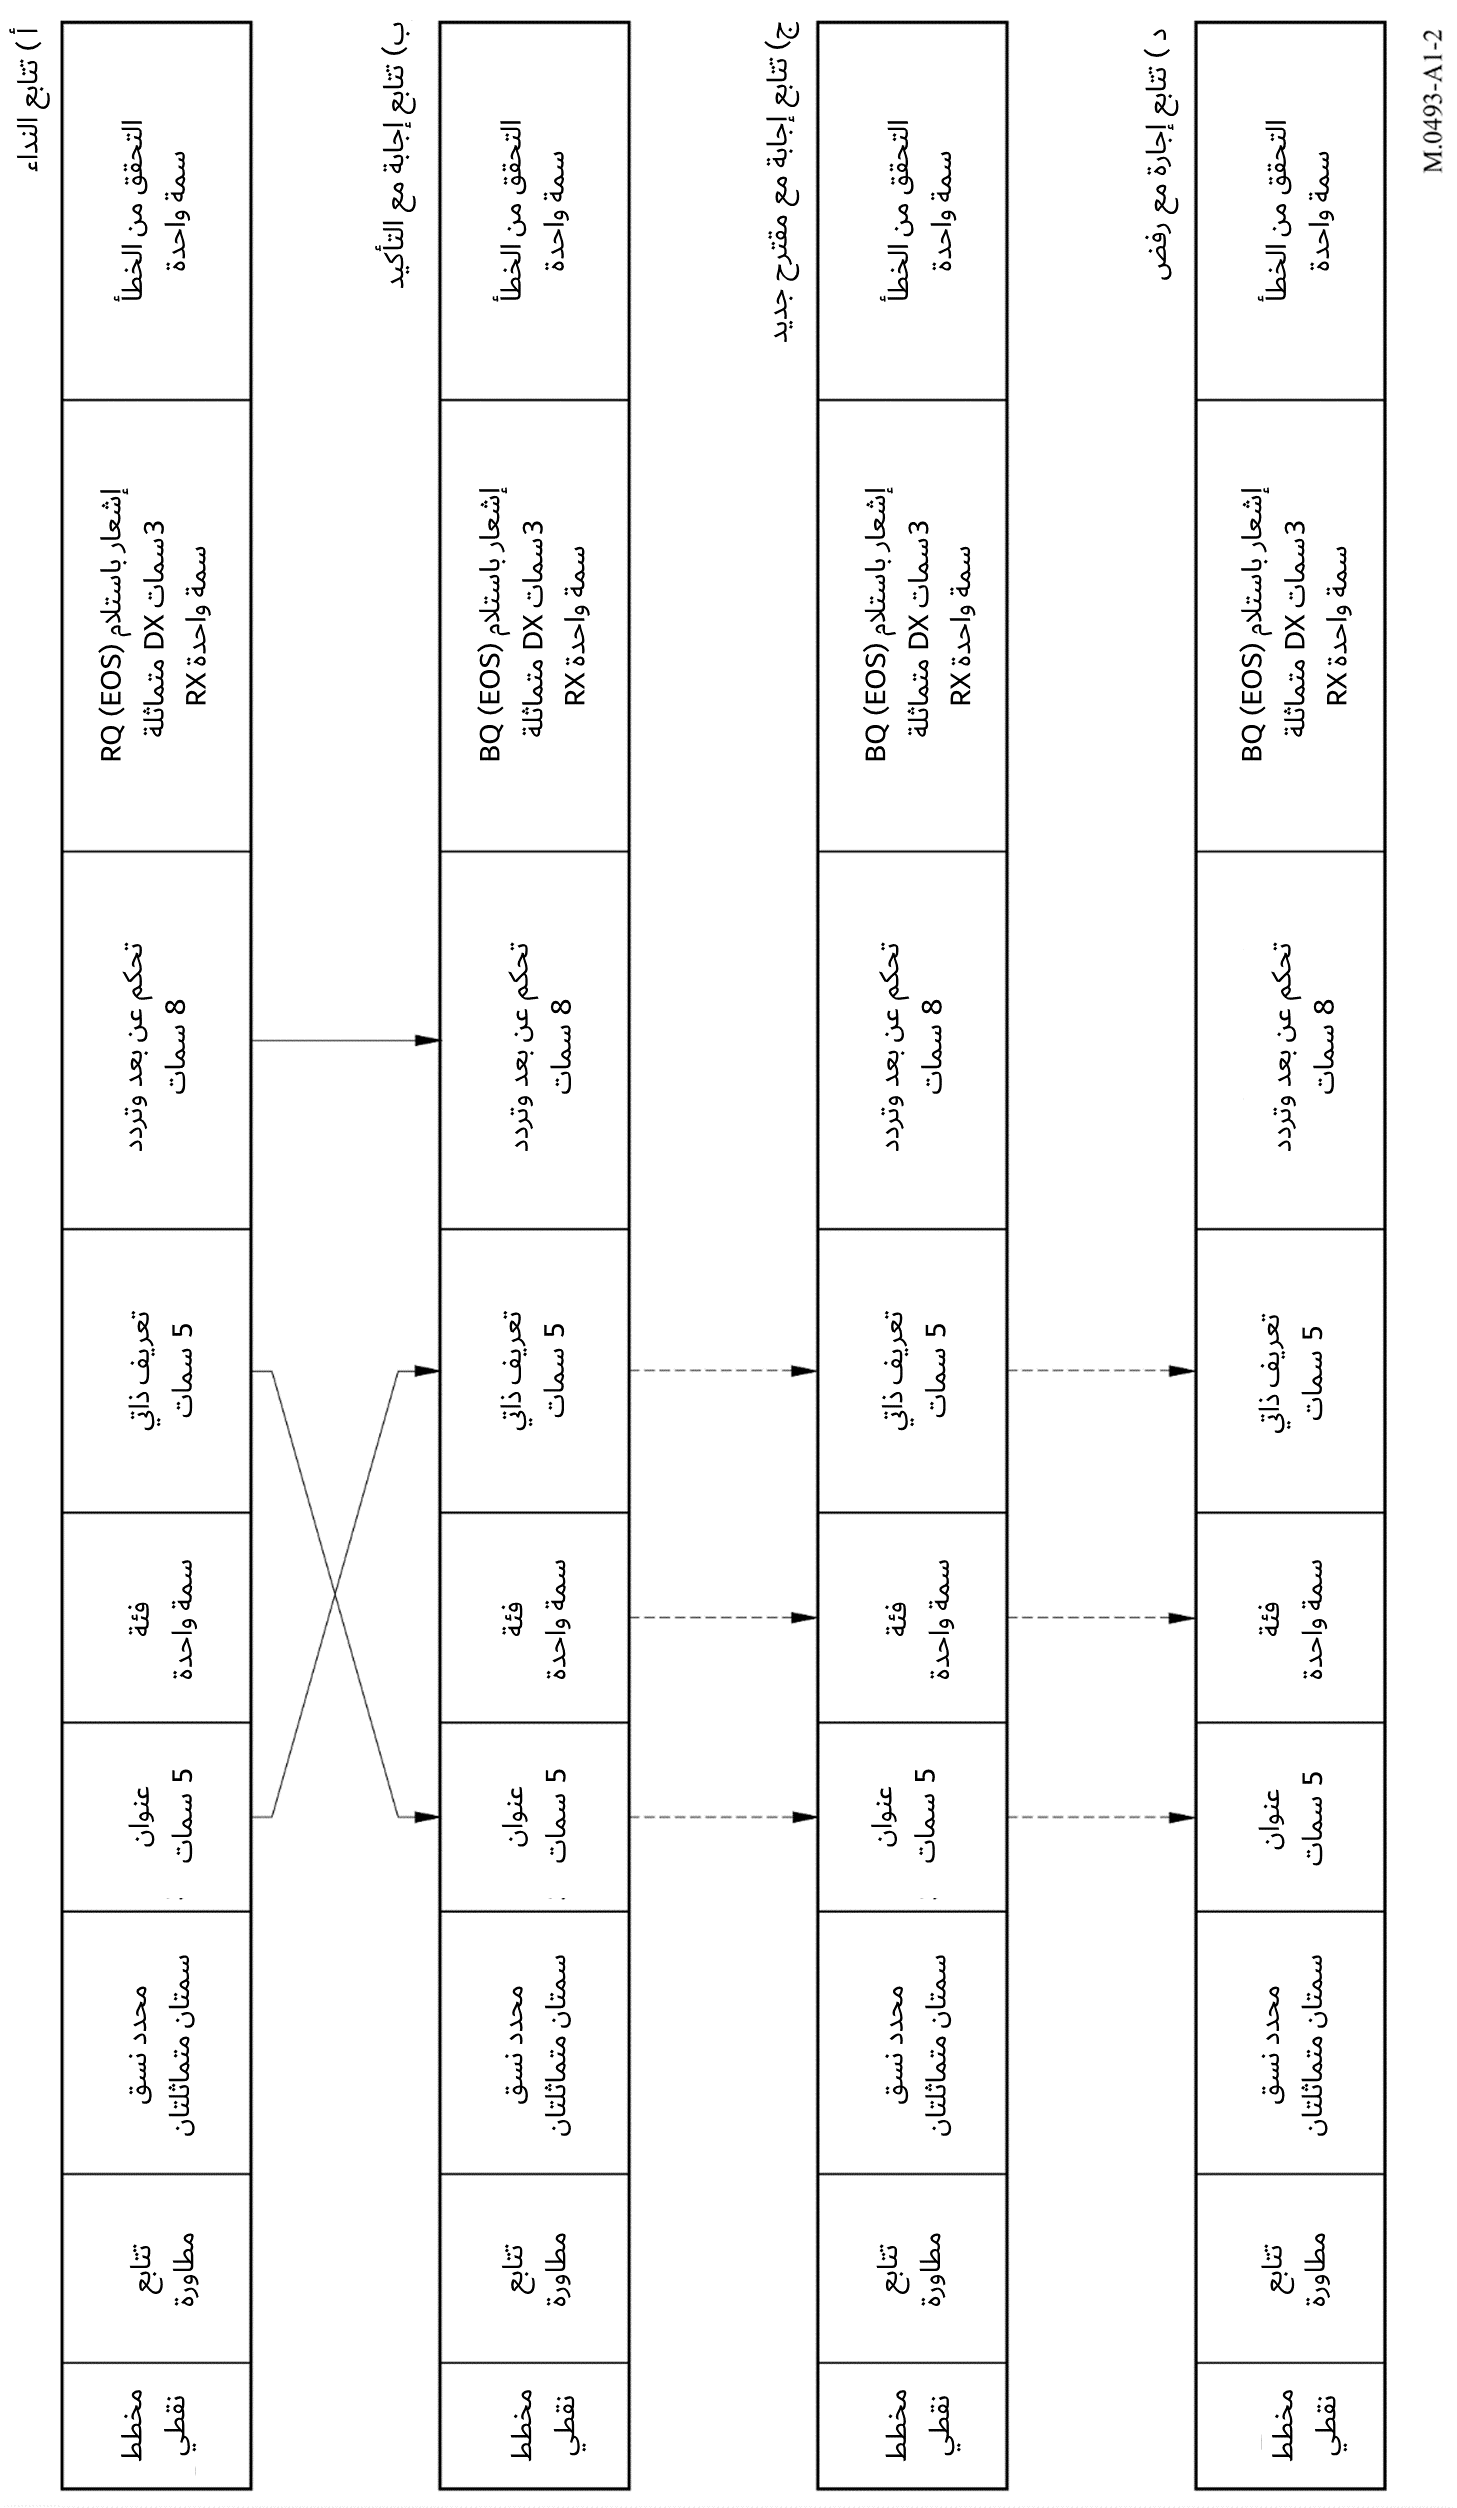 أ ) تتابع النداء
التحقق من الخطأ
سمة واحدة
إشعار باستلام RQ (EOS)
3 سمات DX متماثلة
سمة واحدة RX
تحكم عن بعد وتردد
8 سمات
تعريف ذاتي
5 سمات
فئة
سمة واحدة
عنوان
5 سمات
محدد نسق
سمتان متماثلتان
تتابع
مطاورة
مخطط
نقطي
ب) تتابع إجابة مع التأكيد
التحقق من الخطأ
سمة واحدة
إشعار باستلام BQ (EOS)
3 سمات DX متماثلة
سمة واحدة RX
تحكم عن بعد وتردد
8 سمات
تعريف ذاتي
5 سمات
فئة
سمة واحدة
عنوان
5 سمات
محدد نسق
سمتان متماثلتان
تتابع
مطاورة
مخطط
نقطي
ج) تتابع إجابة مع مقترح جديد
التحقق من الخطأ
سمة واحدة
إشعار باستلام BQ (EOS)
3 سمات DX متماثلة
سمة واحدة RX
تحكم عن بعد وتردد
8 سمات
تعريف ذاتي
5 سمات
فئة
سمة واحدة
عنوان
5 سمات
محدد نسق
سمتان متماثلتان
تتابع
مطاورة
مخطط
نقطي
د ) تتابع إجارة مع رفض
التحقق من الخطأ
سمة واحدة
إشعار باستلام BQ (EOS)
3 سمات DX متماثلة
سمة واحدة RX
تحكم عن بعد وتردد
8 سمات
تعريف ذاتي
5 سمات
فئة
سمة واحدة
عنوان
5 سمات
محدد نسق
سمتان متماثلتان
تتابع
مطاورة
مخطط
نقطي
M.0493-A1-2